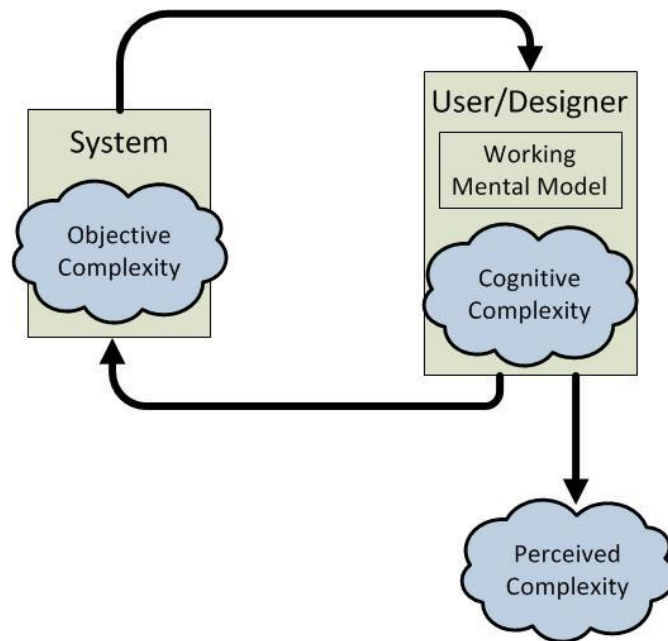 System
Objective
Complexity
User/Designer
Working
Mental Model
Cognitive
Complexity
Perceived
Complexity